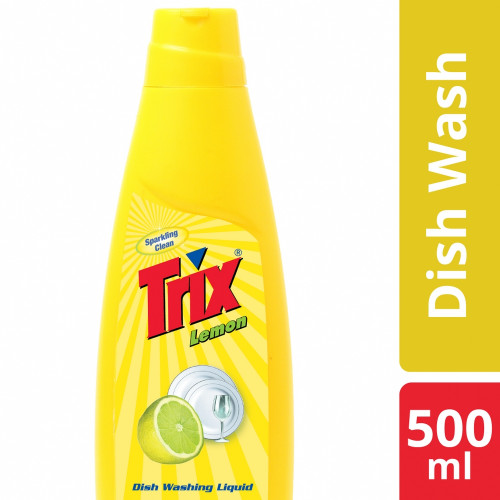 Sparkling
Clean
Trix®
Lemon
Dish Washing Liquid
Dish Wash
500
ml